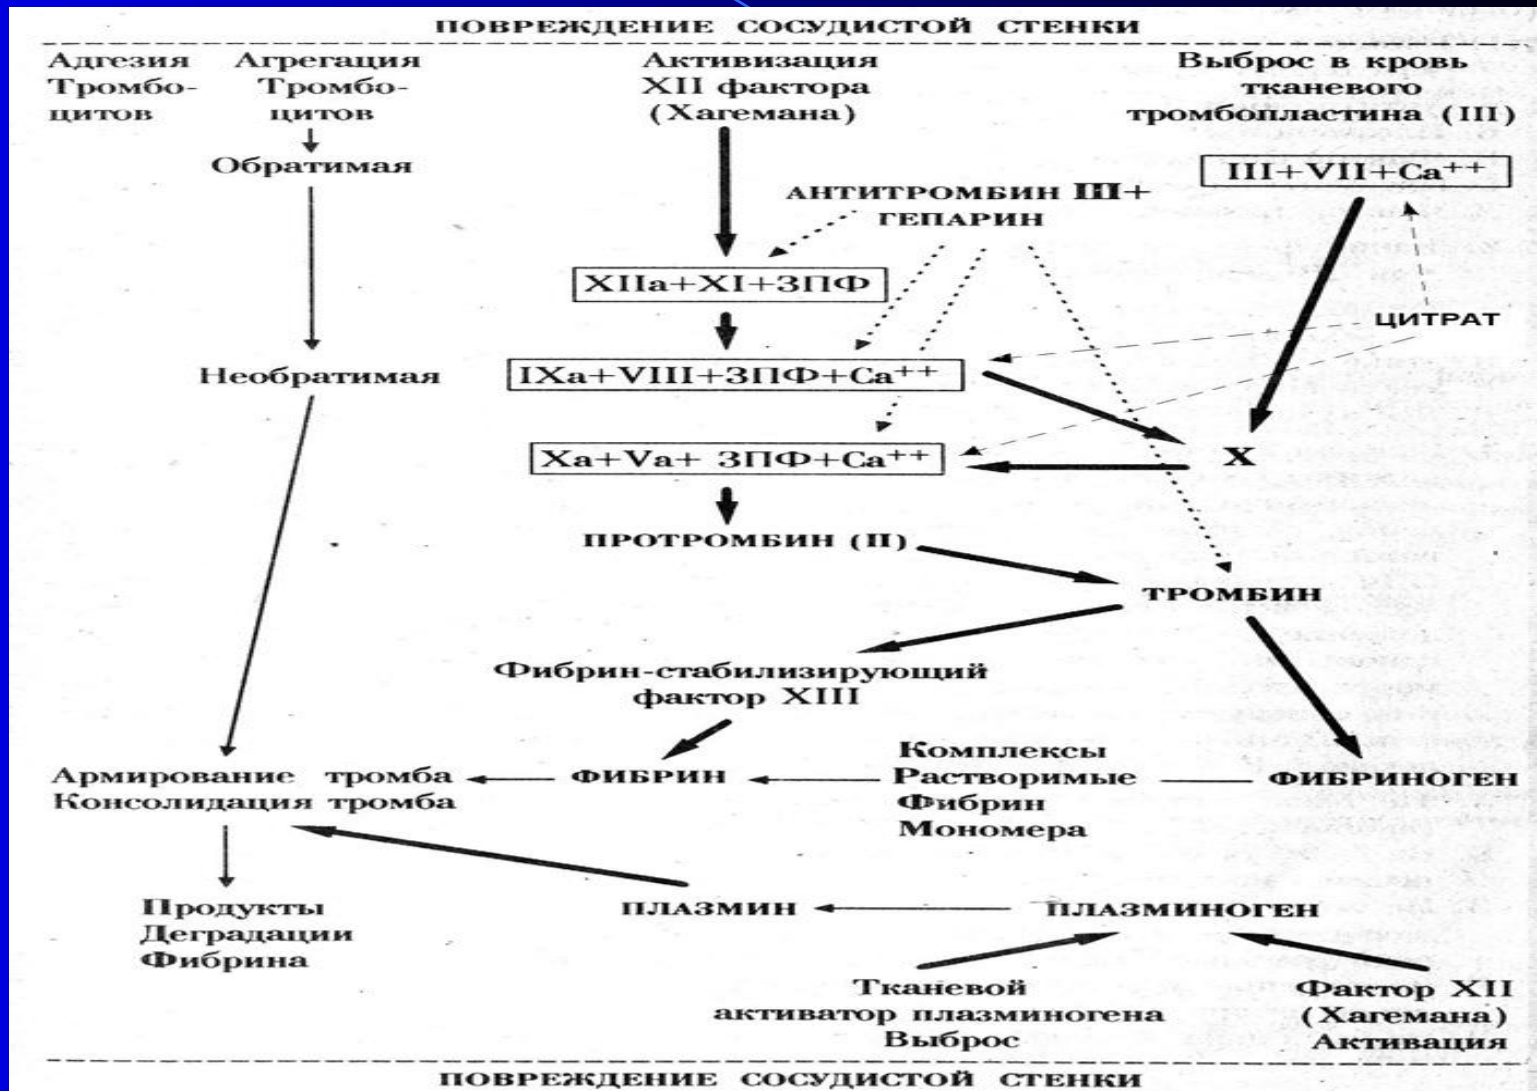 ПОВРЕЖДЕНИЕ СОСУДИСТОЙ СТЕНКИ
Адгезия
Тромбо-
цитов
Агрегация
Тромбо-
цитов
Обратимая
Необратимая
Активизация
XII фактора
(Хагемана)
Выброс в кровь
тканевого
тромбопластина (III)
III+VII+Ca++
АНТИТРОМБИН III+
ГЕПАРИН
XIIa+XI+ЗПФ
ЦИТРАТ
IXa+VIII+ЗПФ+Ca++
Xa+Va+ ЗПФ+Ca++
X
ПРОТРОМБИН (II)
ТРОМБИН
Фибрин-стабилизирующий
фактор XIII
Армирование тромба
Консолидация тромба
ФИБРИН
Комплексы
Растворимые
Фибрин
Мономера
ФИБРИНОГЕН
Продукты
Деградации
Фибрина
ПЛАЗМИН
ПЛАЗМИНОГЕН
Тканевой
активатор плазминогена
Выброс
Фактор XII
(Хагемана)
Активация
ПОВРЕЖДЕНИЕ СОСУДИСТОЙ СТЕНКИ